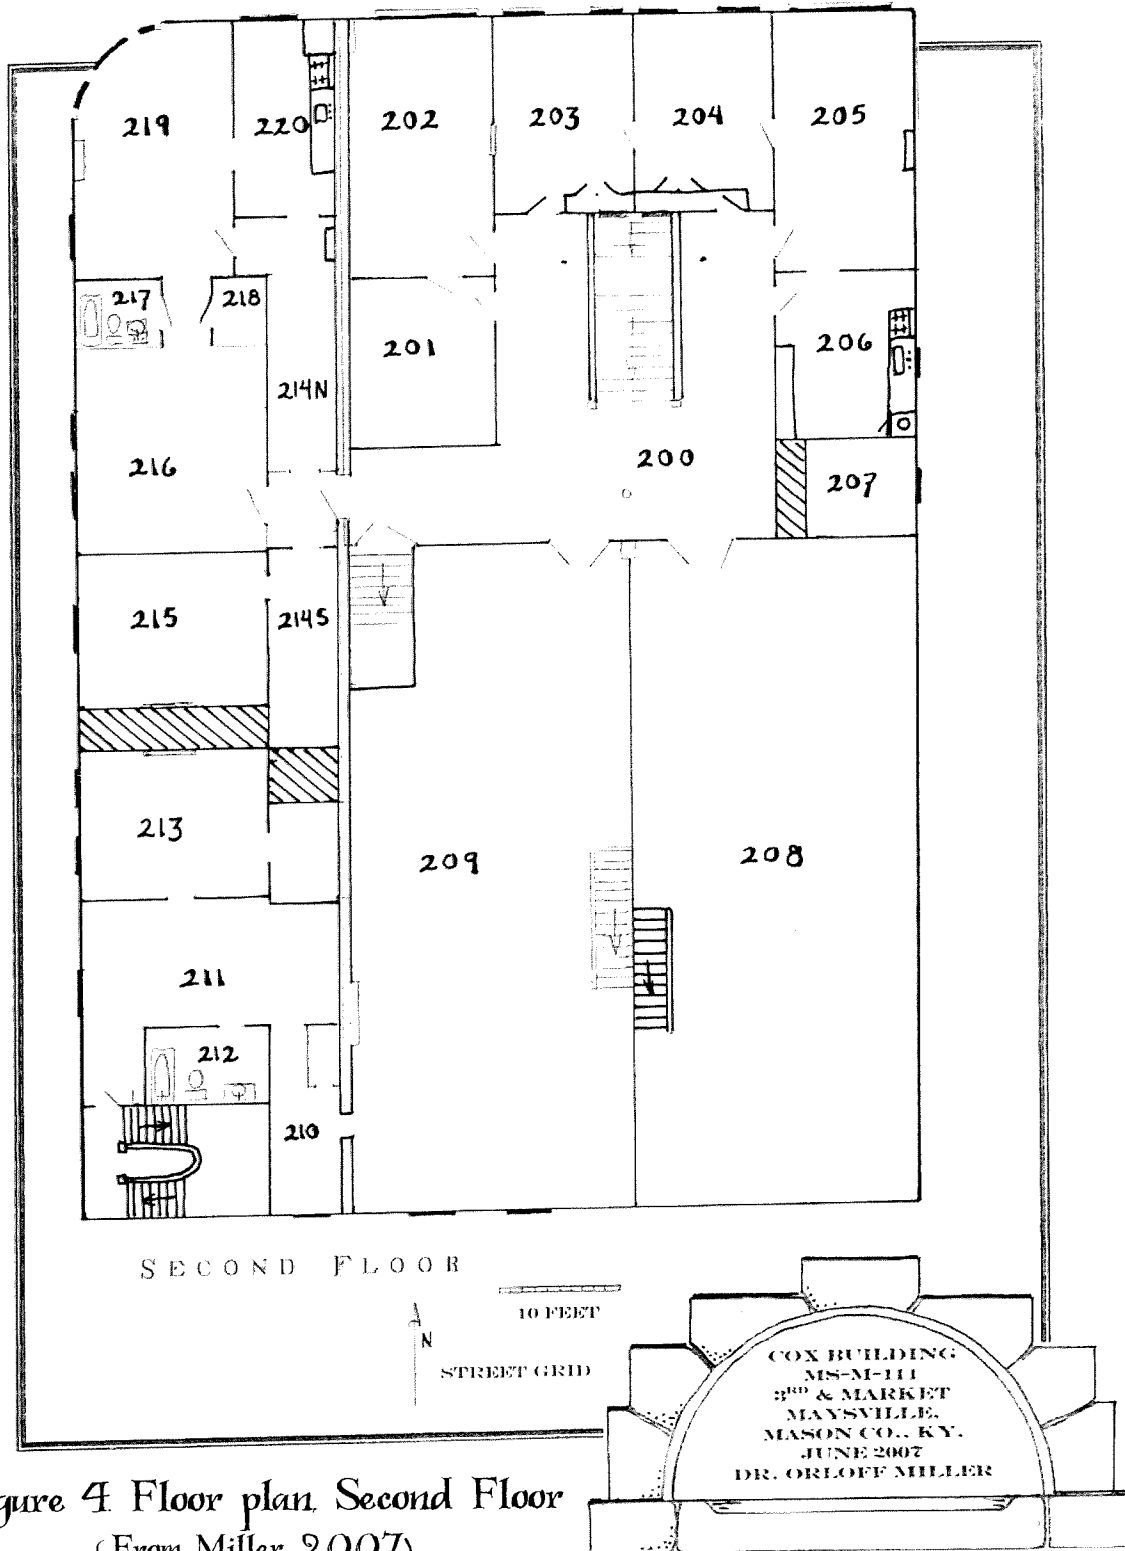 219
220
202
203
204
205
217
218
201
206
214N
216
200
207
215
214S
213
209
208
211
212
210
SECOND FLOOR
10 FEET
N
STREET GRID
COX BUILDING
MS-M-111
3RD & MARKET
MAYSVILLE,
MASON CO., KY.
JUNE 2007
DR. ORLOFF MILLER
gure 4. Floor plan, Second Floor
(From Miller 2007)